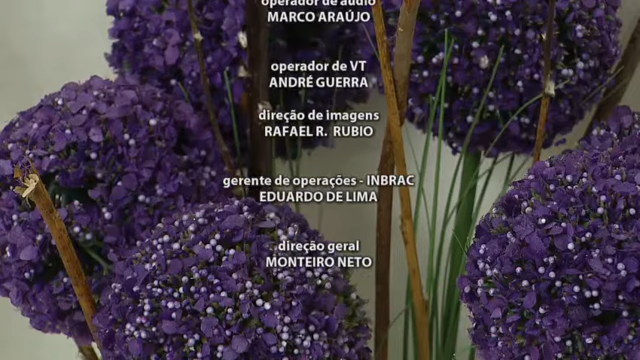 operador de áudio
MARCO ARAÚJO
operador de VT
ANDRÉ GUERRA
direção de imagens
RAFAEL R. RUBIO
gerente de operações - INBRAC
EDUARDO DE LIMA
direção geral
MONTEIRO NETO